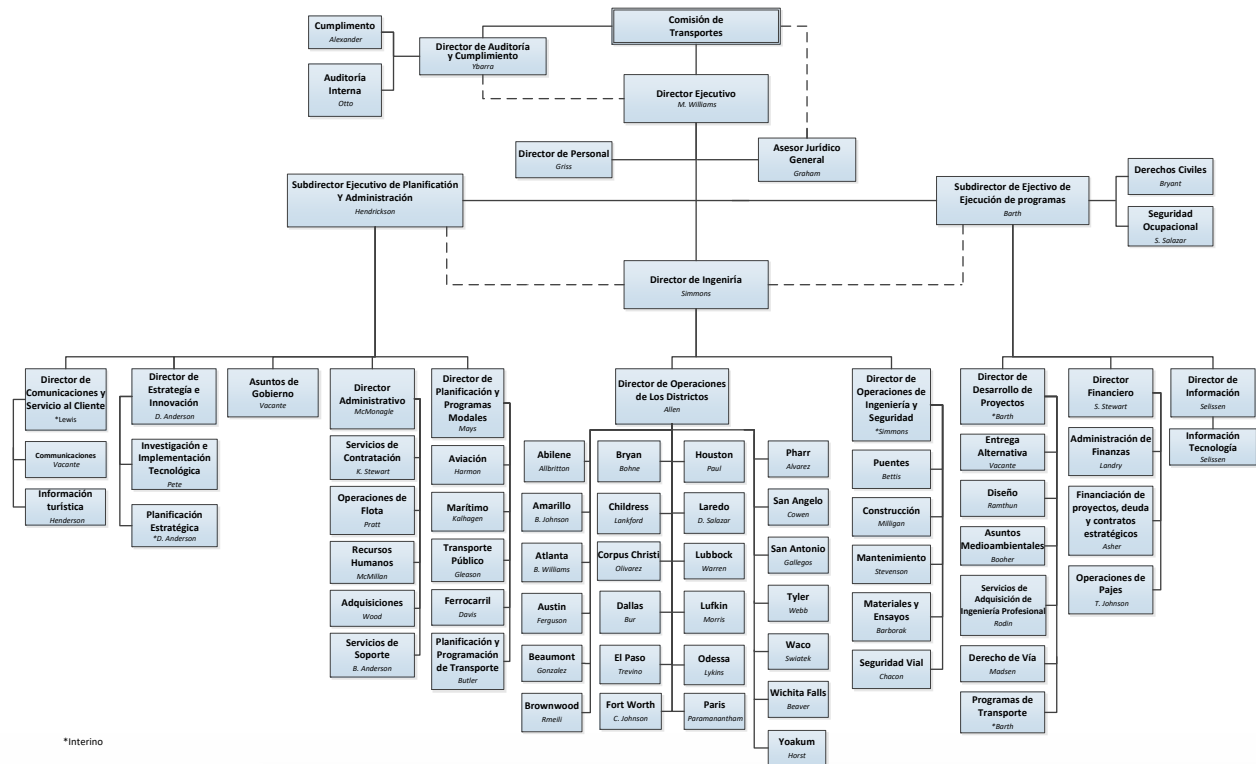 Comisión de
Transportes
Cumplimento
Alexander
Director de Auditoría
y Cumplimiento
Ybarra
Auditoría
Interna
Otto
Director Ejecutivo
M. Williams
Director de Personal
Griss
Asesor Jurídico
General
Graham
Subdirector Ejecutivo de Planificatión
Y Administración
Hendrickson
Subdirector de Ejectivo de
Ejecución de programas
Barth
Derechos Civiles
Bryant
Seguridad
Ocupacional
S. Salazar
Director de Ingeniría
Simmons
Director de
Comunicaciones y
Servicio al Cliente
*Lewis
Communicaciones
Vacante
Información
turistica
Henderson
Director de
Estrategía e
Innovación
D. Anderson
Investigación e
Implementación
Tecnológica
Pete
Planificación
Estratégica
*D. Anderson
Asuntos de
Gobierno
Vacante
Director
Administrativo
McMonagle
Servicios de
Contratación
K. Stewart
Operaciones de
Flota
Pratt
Recursos
Humanos
McMillan
Adquisiciones
Wood
Servicios de
Soporte
B. Anderson
Director de
Planificación y
Programas
Modales
Mays
Aviación
Harmon
Marítimo
Kalhagen
Transporte
Público
Gleason
Ferrocarril
Davis
Planificación y
Programación
de Transporte
Butler
Director de Operaciones
de Los Districtos
Allen
Abilene
Allbritton
Amarillo
B. Johnson
Atlanta
B. Williams
Austin
Ferguson
Beaumont
Gonzalez
Brownwood
Rmeili
Bryan
Bohne
Childress
Lankford
Corpus Christi
Olivarez
Dallas
Bur
El Paso
Trevino
Fort Worth
C. Johnson
Houston
Paul
Laredo
D. Salazar
Lubbock
Warren
Lufkin
Morris
Odessa
Lykins
Paris
Paramanantham
Pharr
Alvarez
San Angelo
Cowen
San Antonio
Gallegos
Tyler
Webb
Waco
Swiatek
Wichita Falls
Beaver
Yoakum
Horst
Director de
Operaciones de
Ingeniería y
Seguridad
*Simmons
Puentes
Bettis
Construcción
Milligan
Mantenimiento
Stevenson
Materiales y
Ensayos
Barborak
Seguridad Vial
Chacon
Director de
Desarrollo de
Proyectos
*Barth
Entrega
Alternativa
Vacante
Diseño
Ramthun
Asuntos
Medioambientales
Booher
Servicios de
Adquisición de
Ingeniería Profesional
Rodin
Derecho de Vía
Madsen
Programas de
Transporte
*Barth
Director
Financiero
S. Stewart
Administración de
Finanzas
Landry
Financiación de
proyectos, deuda
y contratos
estratégicos
Asher
Operaciones de
Pajes
T. Johnson
Director de
Información
Selissen
Información
Tecnología
Selissen
*Interino